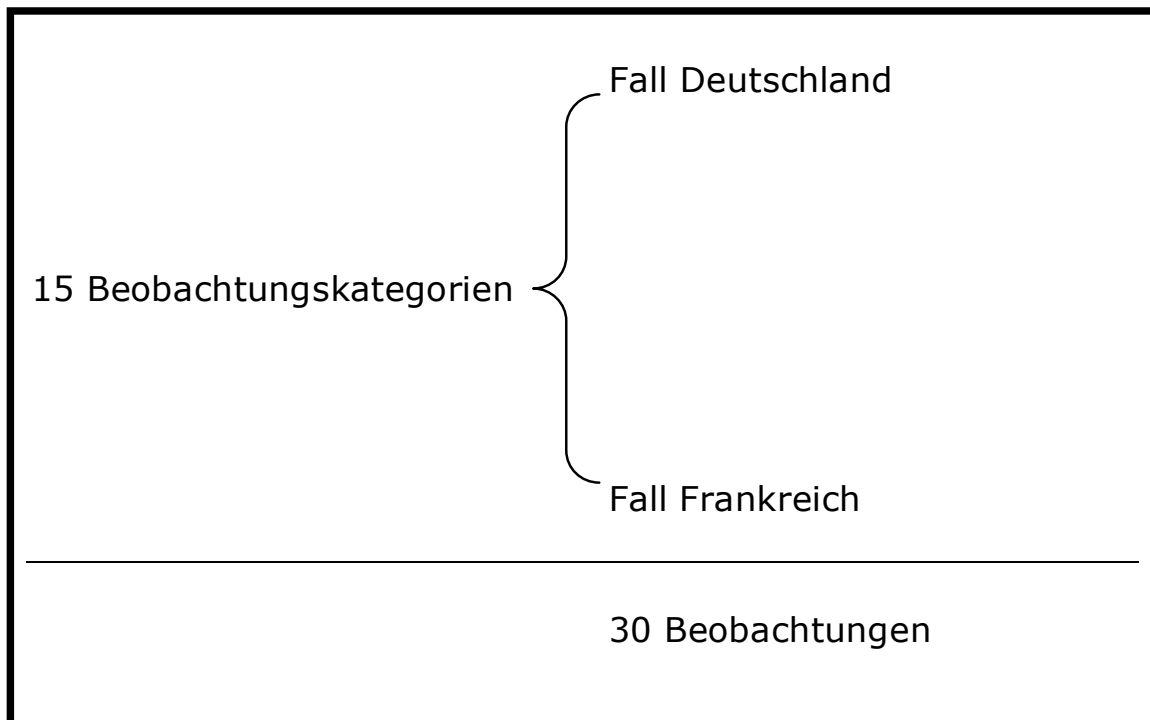 Fall Deutschland
15 Beobachtungskategorien
Fall Frankreich
30 Beobachtungen